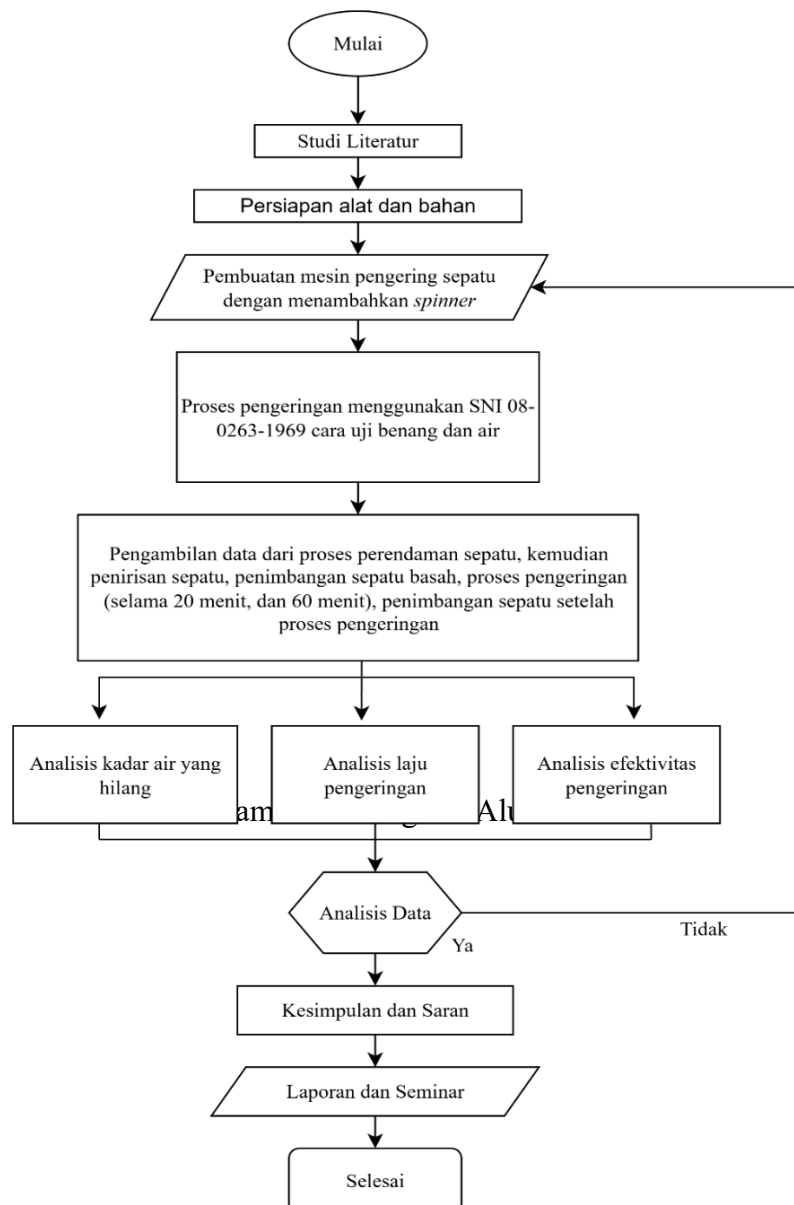 Mulai
Studi Literatur
Persiapan alat dan bahan
Pembuatan mesin pengering sepatu
dengan menambahkan spinner
Proses pengeringan menggunakan SNI 08-
0263-1969 cara uji benang dan air
Pengambilan data dari proses perendaman sepatu, kemudian
penirisan sepatu, penimbangan sepatu basah, proses pengeringan
(selama 20 menit, dan 60 menit), penimbangan sepatu setelah
proses pengeringan
Analisis kadar air yang
hilang
Analisis laju
pengeringan
Analisis efektivitas
pengeringan
Analisis Data
Ya
Tidak
Kesimpulan dan Saran
Laporan dan Seminar
Selesai